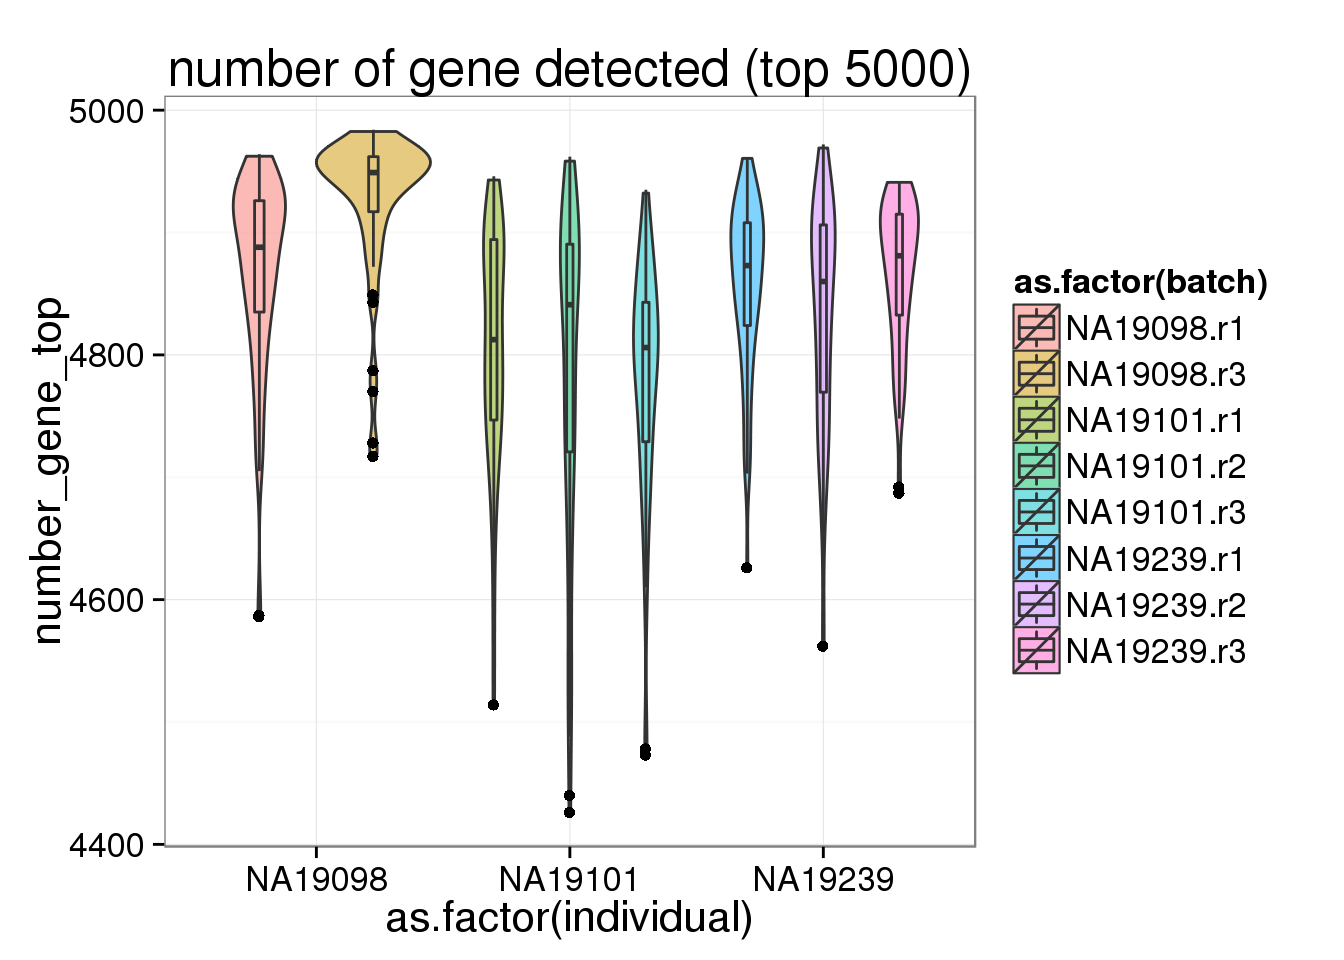 number of gene detected (top 5000)
number_gene_top
5000
4800
4600
4400
NA19098
NA19101
NA19239
as.factor(individual)
as.factor(batch)
NA19098.r1
NA19098.r3
NA19101.r1
NA19101.r2
NA19101.r3
NA19239.r1
NA19239.r2
NA19239.r3